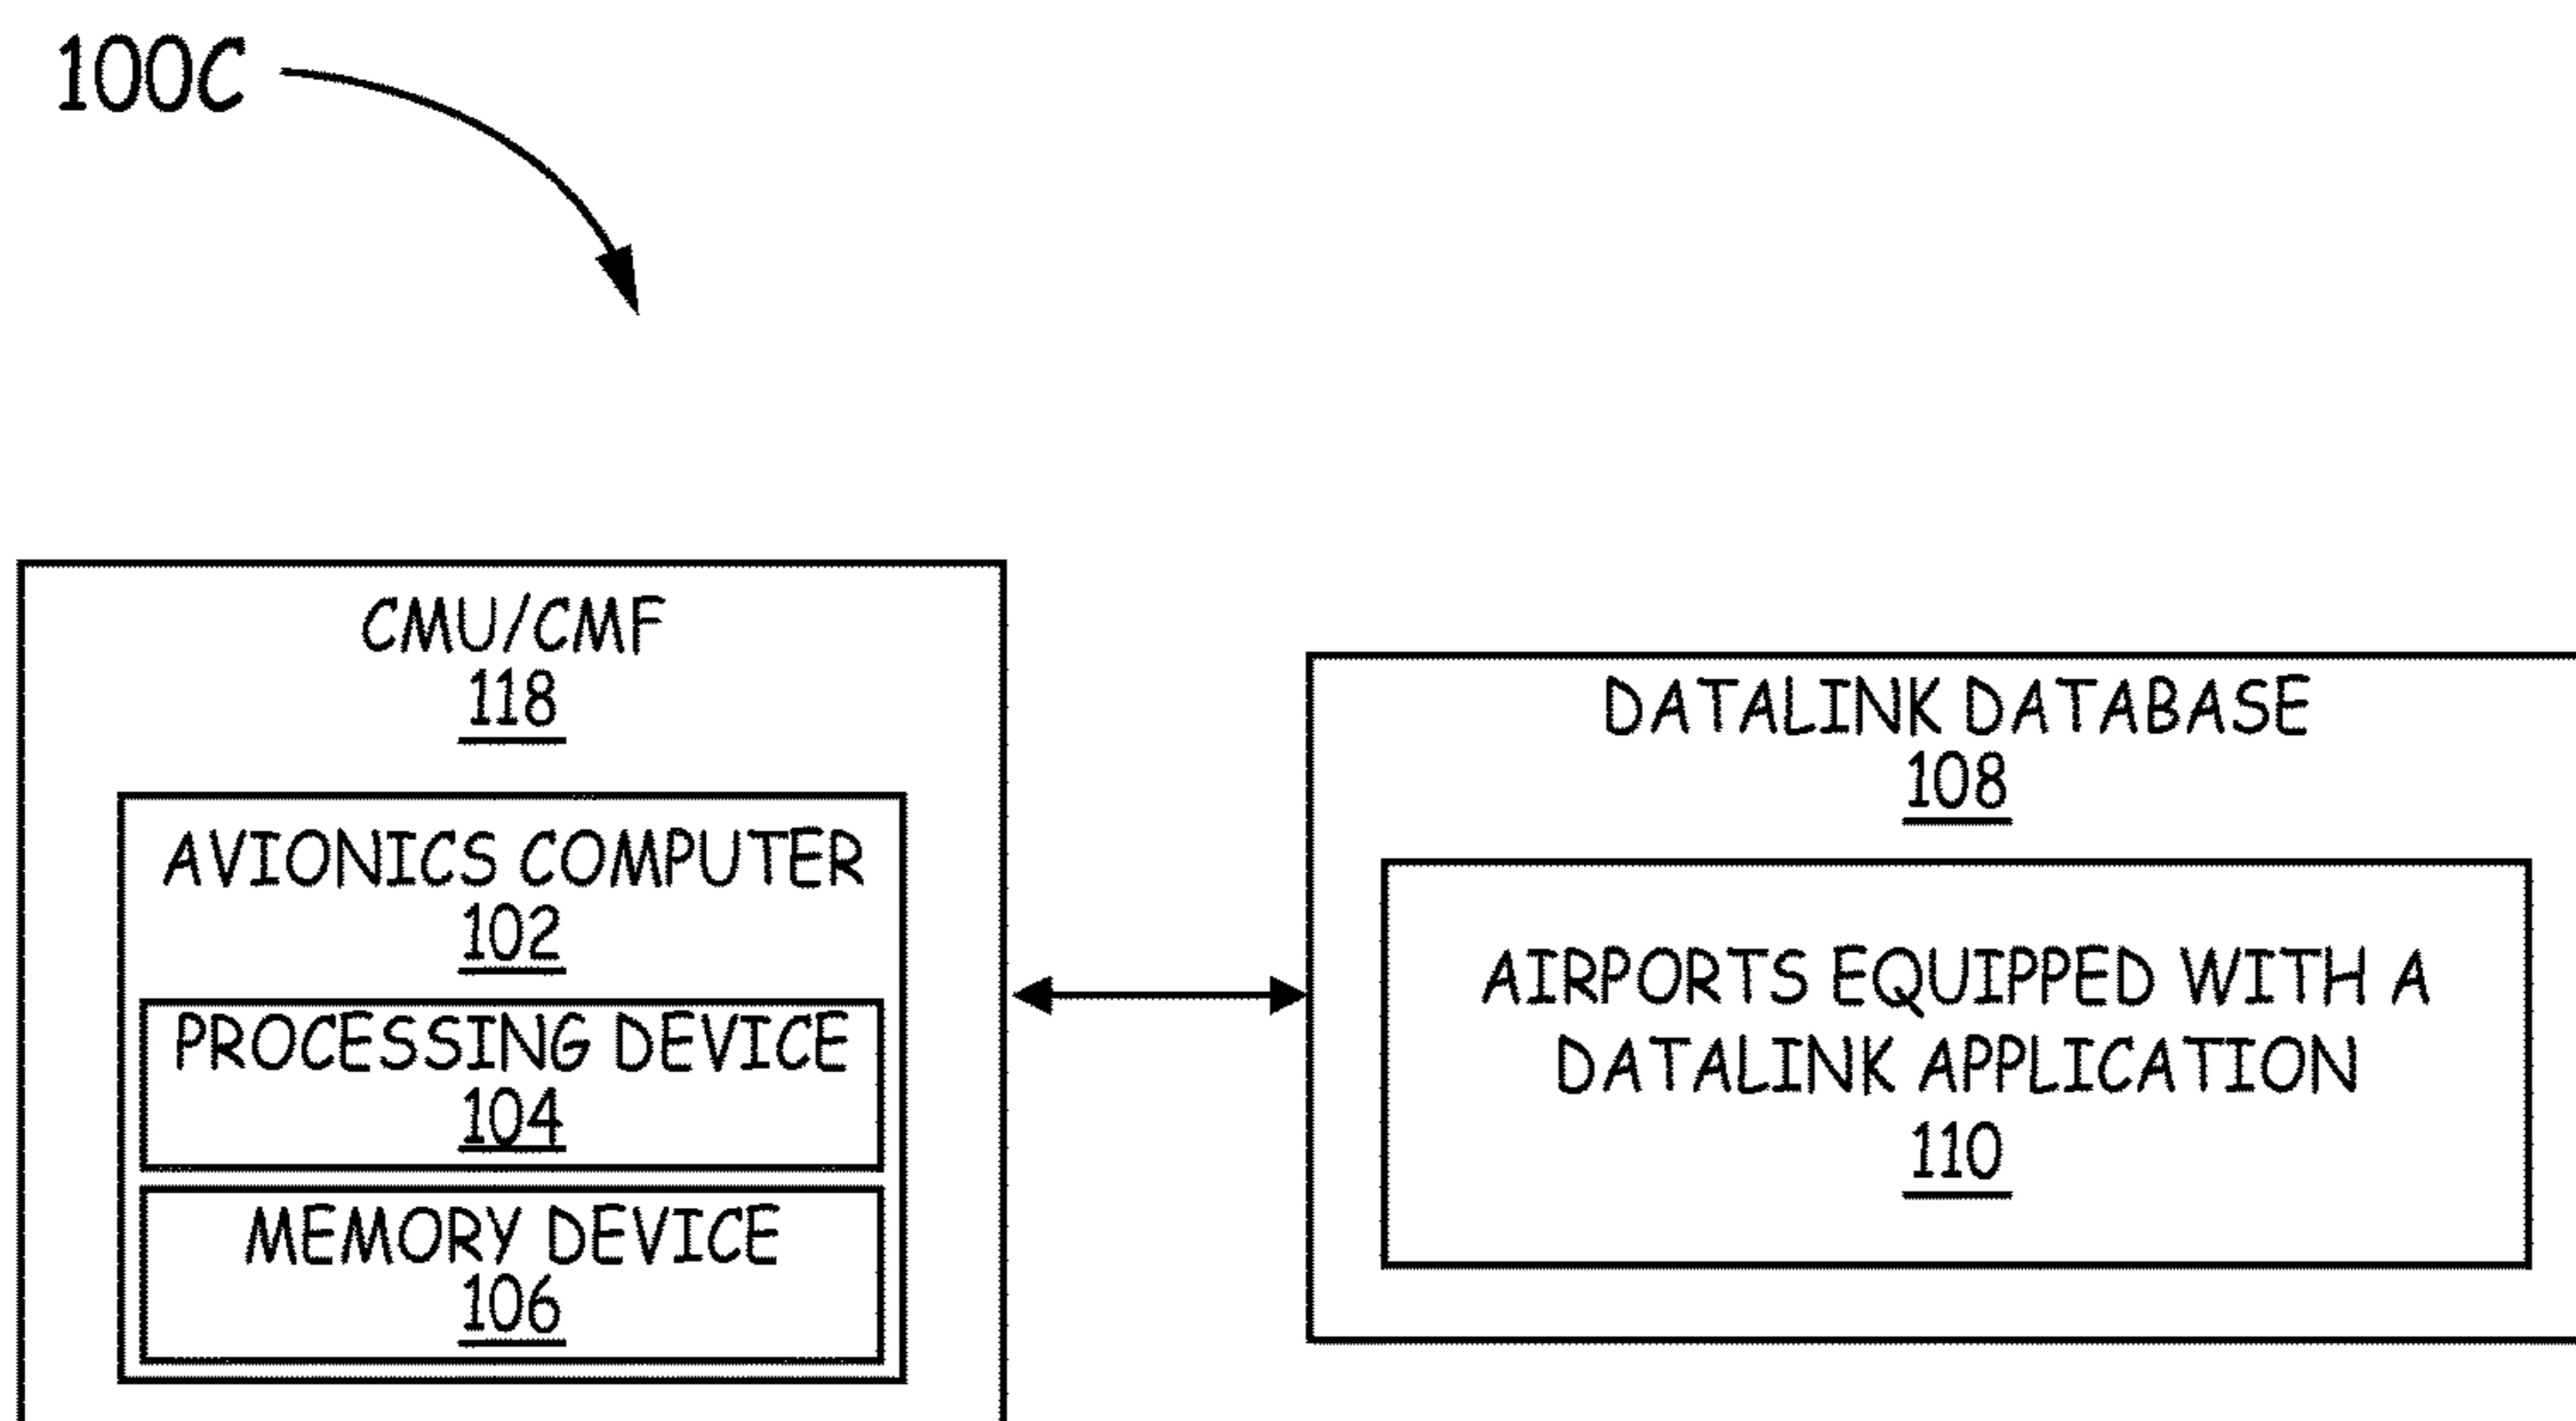 100C
CMU/CMF
118
AVIONICS COMPUTER
102
PROCESSING DEVICE
104
MEMORY DEVICE
106
DATALINK DATABASE
108
AIRPORTS EQUIPPED WITH A
DATALINK APPLICATION
110